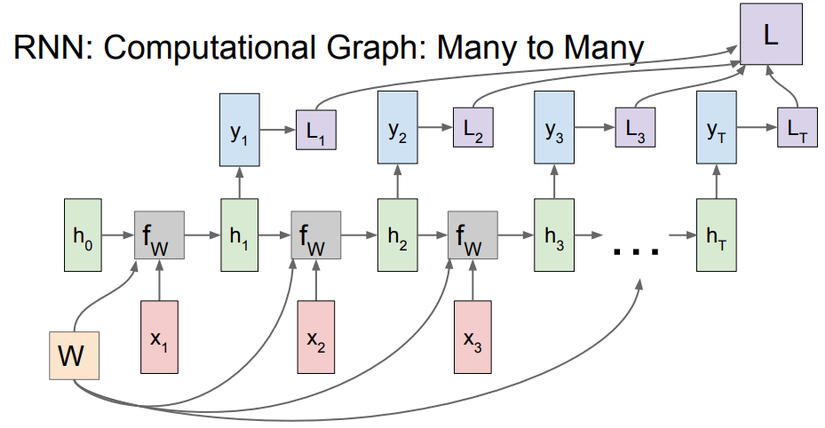 RNN: Computational Graph: Many to Many
L
y1 L1 y2 L2 y3 L3 yT LT
h0 fW h1 fW h2 fW h3 ... hT
x1 x2 x3
W